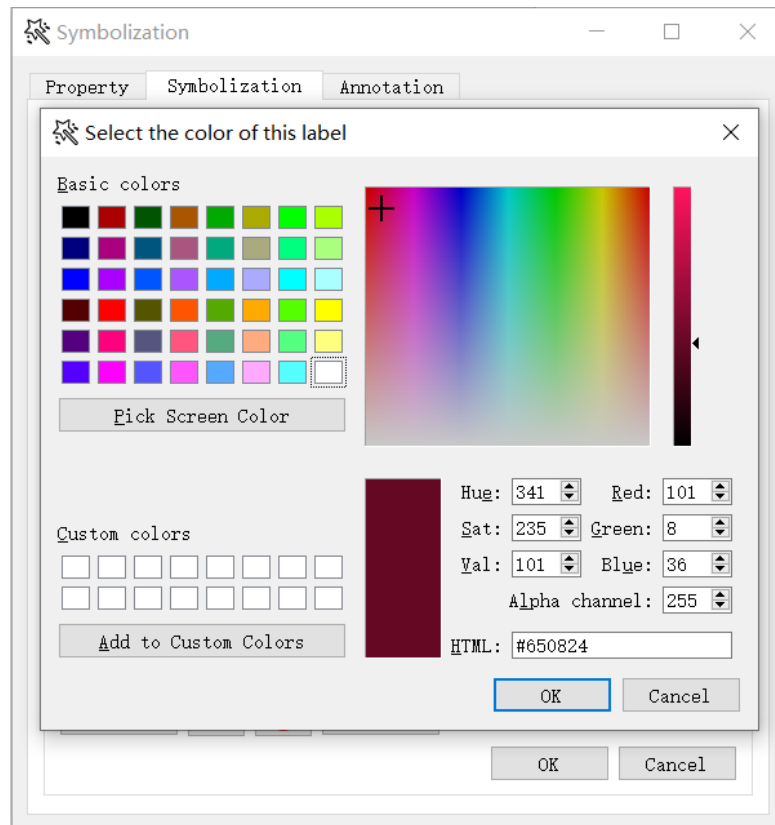 Symbolization
Property Symbolization Annotation
Select the color of this label
Basic colors
Pick Screen Color
Custom colors
Add to Custom Colors
Hue: 341 Red: 101
Sat: 235 Green: 8
Val: 101 Blue: 36
Alpha channel: 255
HTML: #650824
OK Cancel
OK Cancel